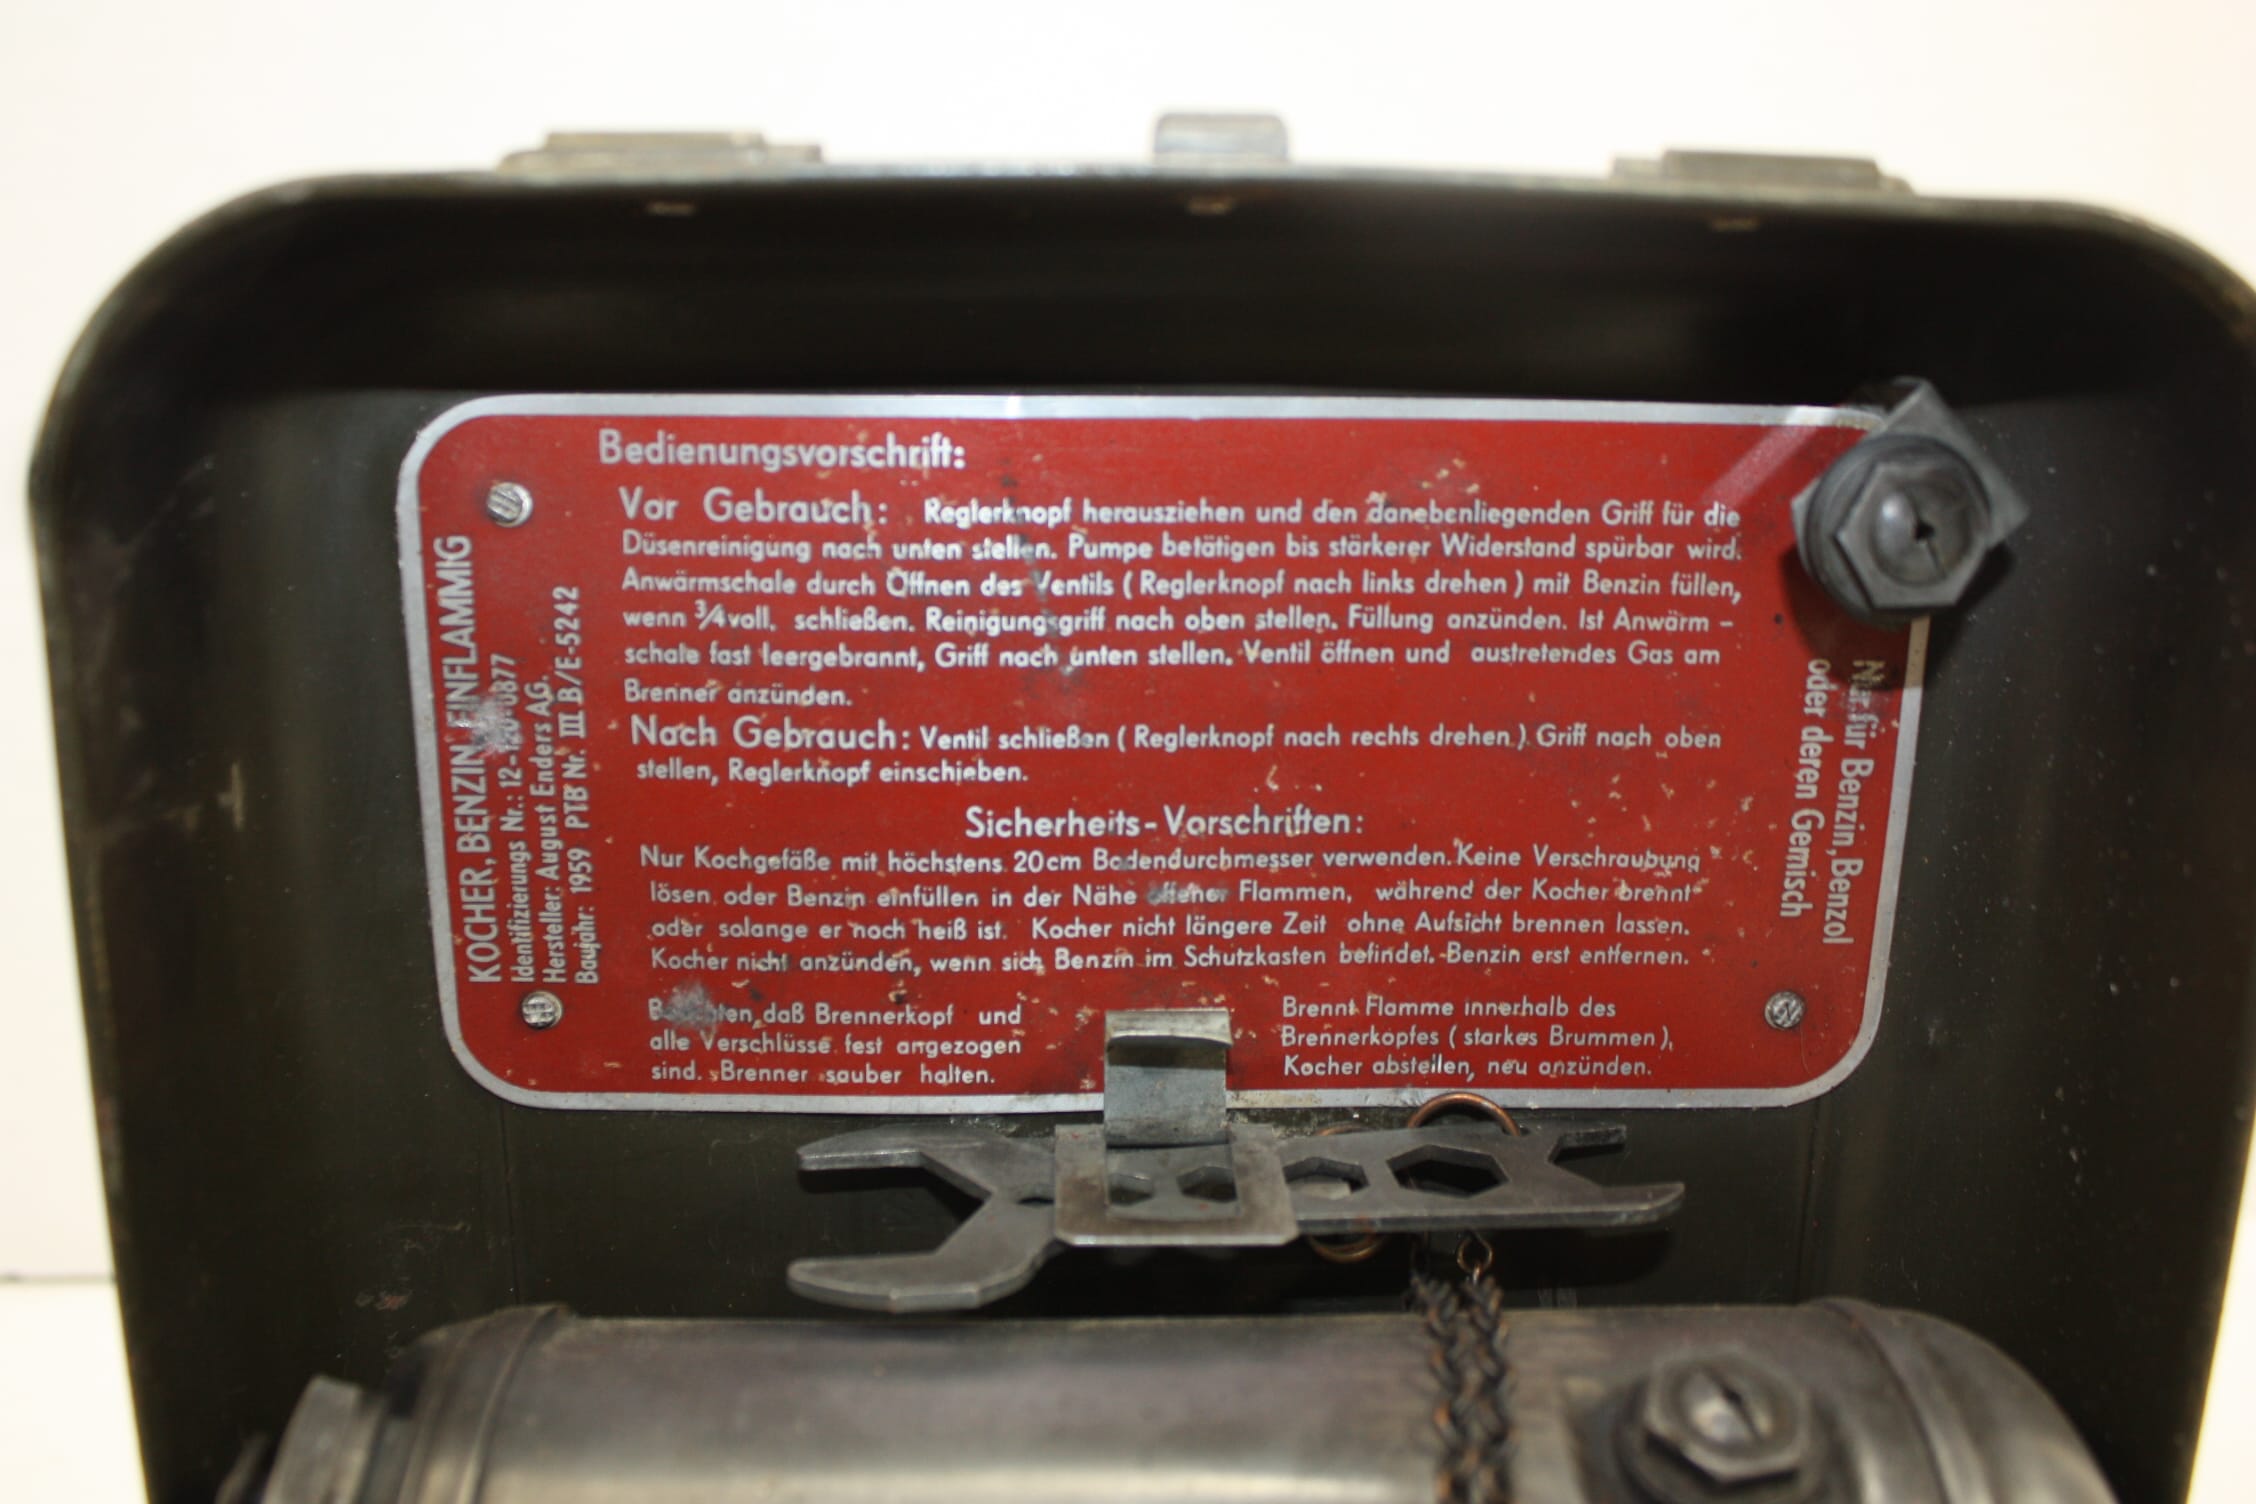 KOCHER, BENZIN, EINFLAMMIG
Identifizierungs Nr.: 12-120-0877
Hersteller: August Enders AG.
Baujahr: 1959 PTB Nr. III B/E-5242
Bedienungsvorschrift:
Vor Gebrauch: Reglerknopf herausziehen und den danebenliegenden Griff für die
Düsenreinigung nach unten stellen. Pumpe betätigen bis stärkerer Widerstand spürbar wird.
Anwärmschale durch Öffnen des Ventils ( Reglerknopf nach links drehen ) mit Benzin füllen,
wenn ¾ voll, schließen. Reinigungsgriff nach oben stellen. Füllung anzünden. Ist Anwärm –
schale fast leergebrannt, Griff nach unten stellen. Ventil öffnen und austretendes Gas am
Brenner anzünden.
Nach Gebrauch: Ventil schließen ( Reglerknopf nach rechts drehen ) Griff nach oben
stellen, Reglerknopf einschieben.
Sicherheits-Vorschriften:
Nur Kochgefäße mit höchstens 20cm Bodendurchmesser verwenden. Keine Verschraubung
lösen oder Benzin einfüllen in der Nähe offener Flammen, während der Kocher brennt
oder solange er noch heiß ist. Kocher nicht längere Zeit ohne Aufsicht brennen lassen.
Kocher nicht anzünden, wenn sich Benzin im Schutzkasten befindet. Benzin erst entfernen.
daß Brennerkopf und
alle Verschlüsse fest angezogen
sind. Brenner sauber halten.
Brennt Flamme innerhalb des
Brennerkopfes ( starkes Brummen ),
Kocher abstellen, neu anzünden.
Nur für Benzin, Benzol
oder deren Gemisch